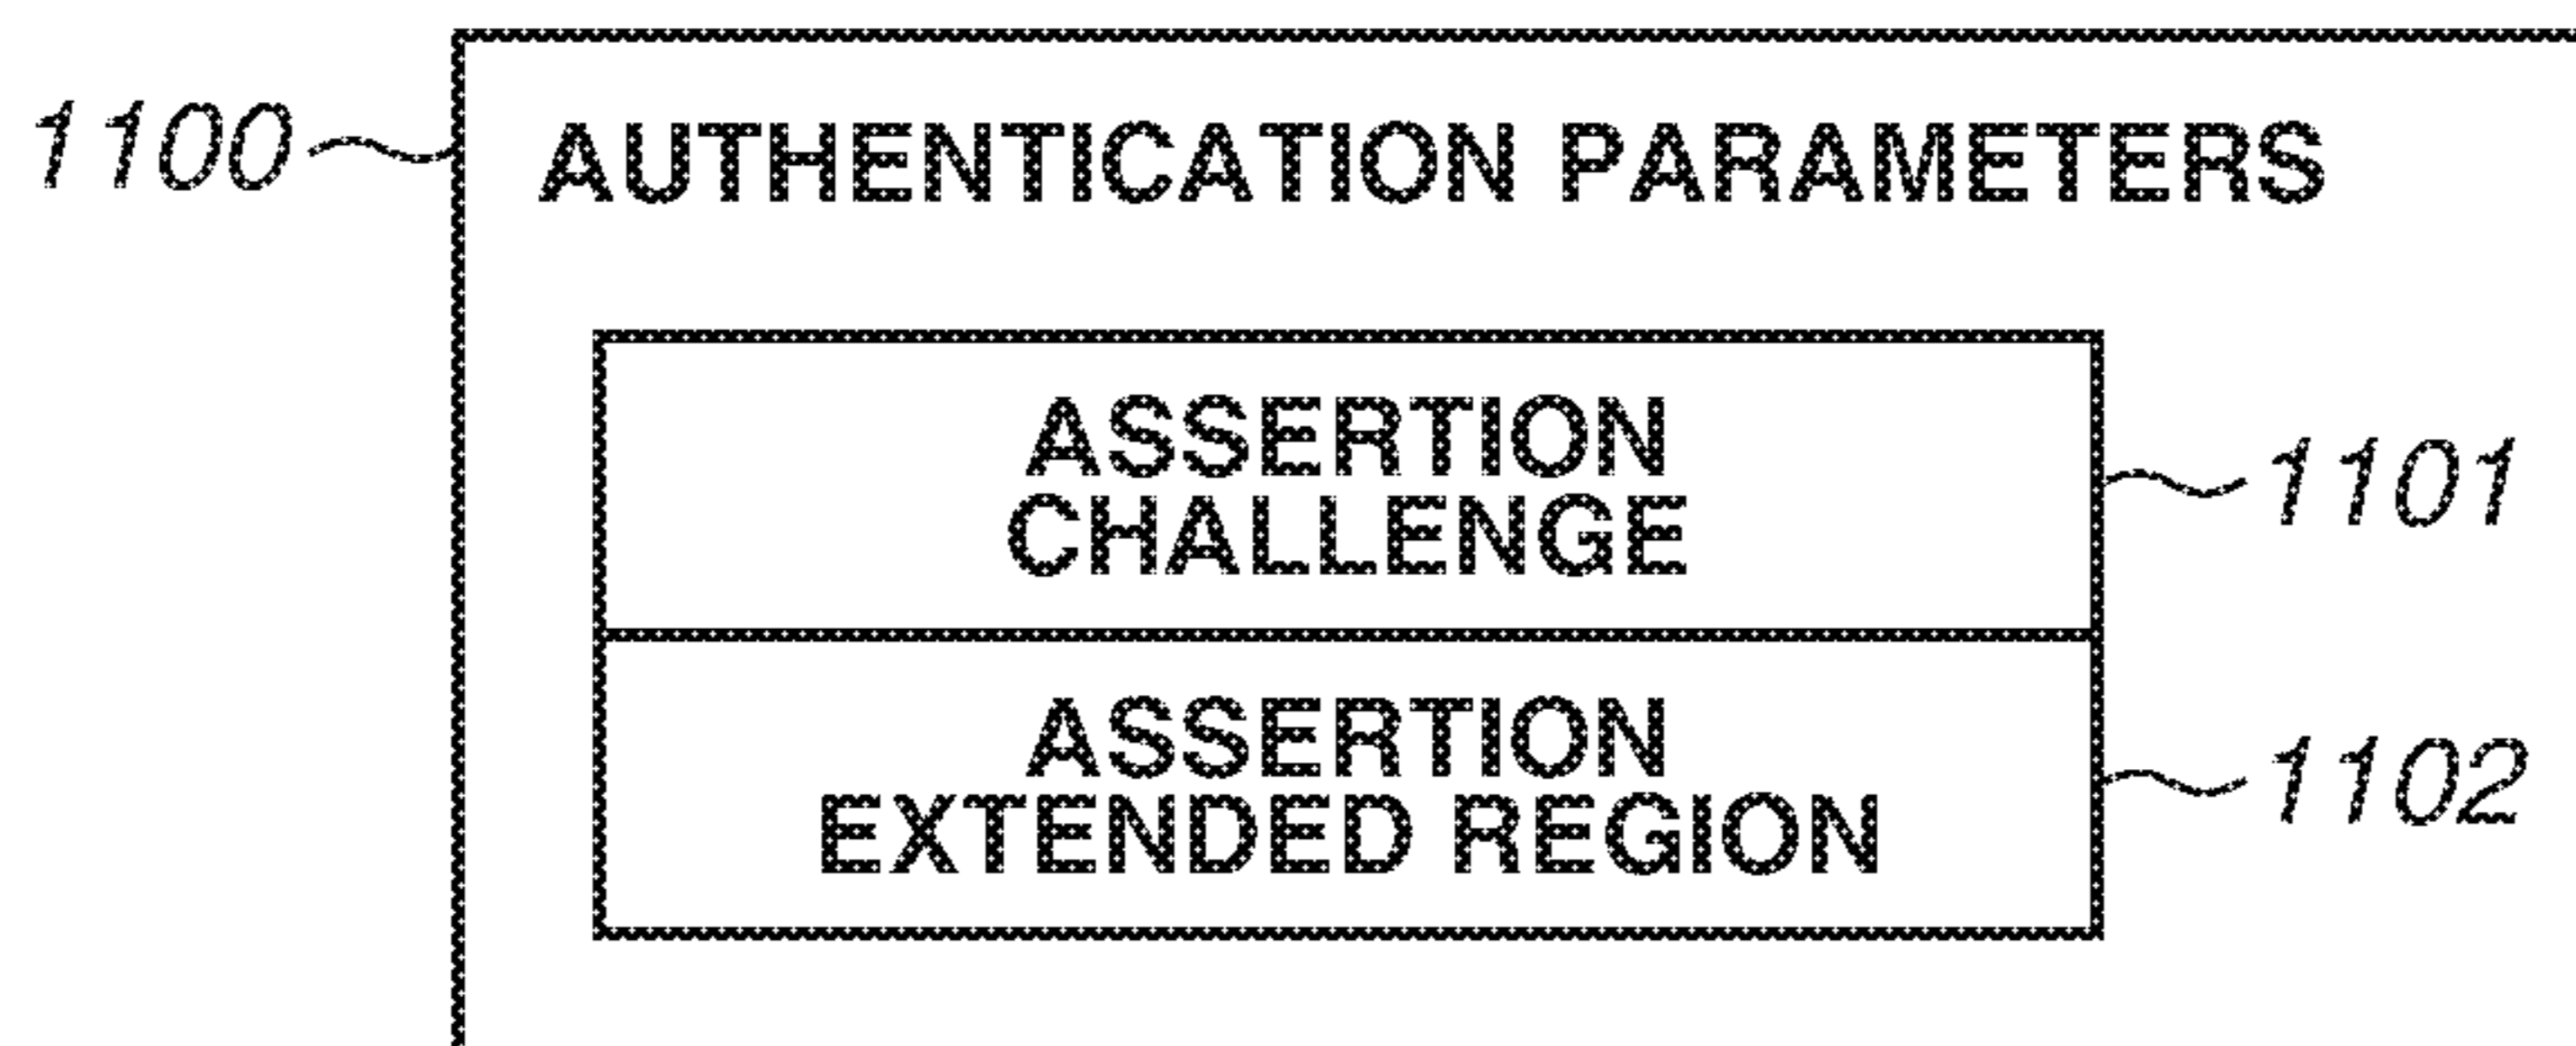 1100
AUTHENTICATION PARAMETERS
ASSERTION
CHALLENGE
1101
ASSERTION
EXTENDED REGION
1102